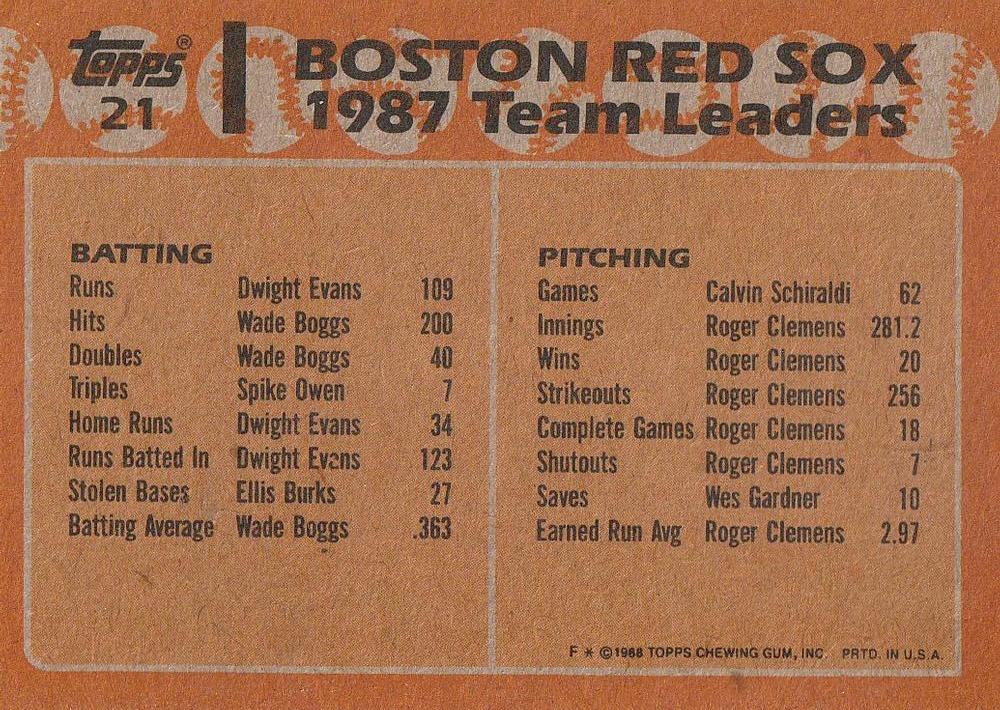 Topps® BOSTON RED SOX
21 1987 Team Leaders
BATTING
Runs Dwight Evans 109
Hits Wade Boggs 200
Doubles Wade Boggs 40
Triples Spike Owen 7
Home Runs Dwight Evans 34
Runs Batted In Dwight Evans 123
Stolen Bases Ellis Burks 27
Batting Average Wade Boggs .363
PITCHING
Games Calvin Schiraldi 62
Innings Roger Clemens 281.2
Wins Roger Clemens 20
Strikeouts Roger Clemens 256
Complete Games Roger Clemens 18
Shutouts Roger Clemens 7
Saves Wes Gardner 10
Earned Run Avg Roger Clemens 2.97
F * ©1988 TOPPS CHEWING GUM, INC. PRTD. IN U.S.A.